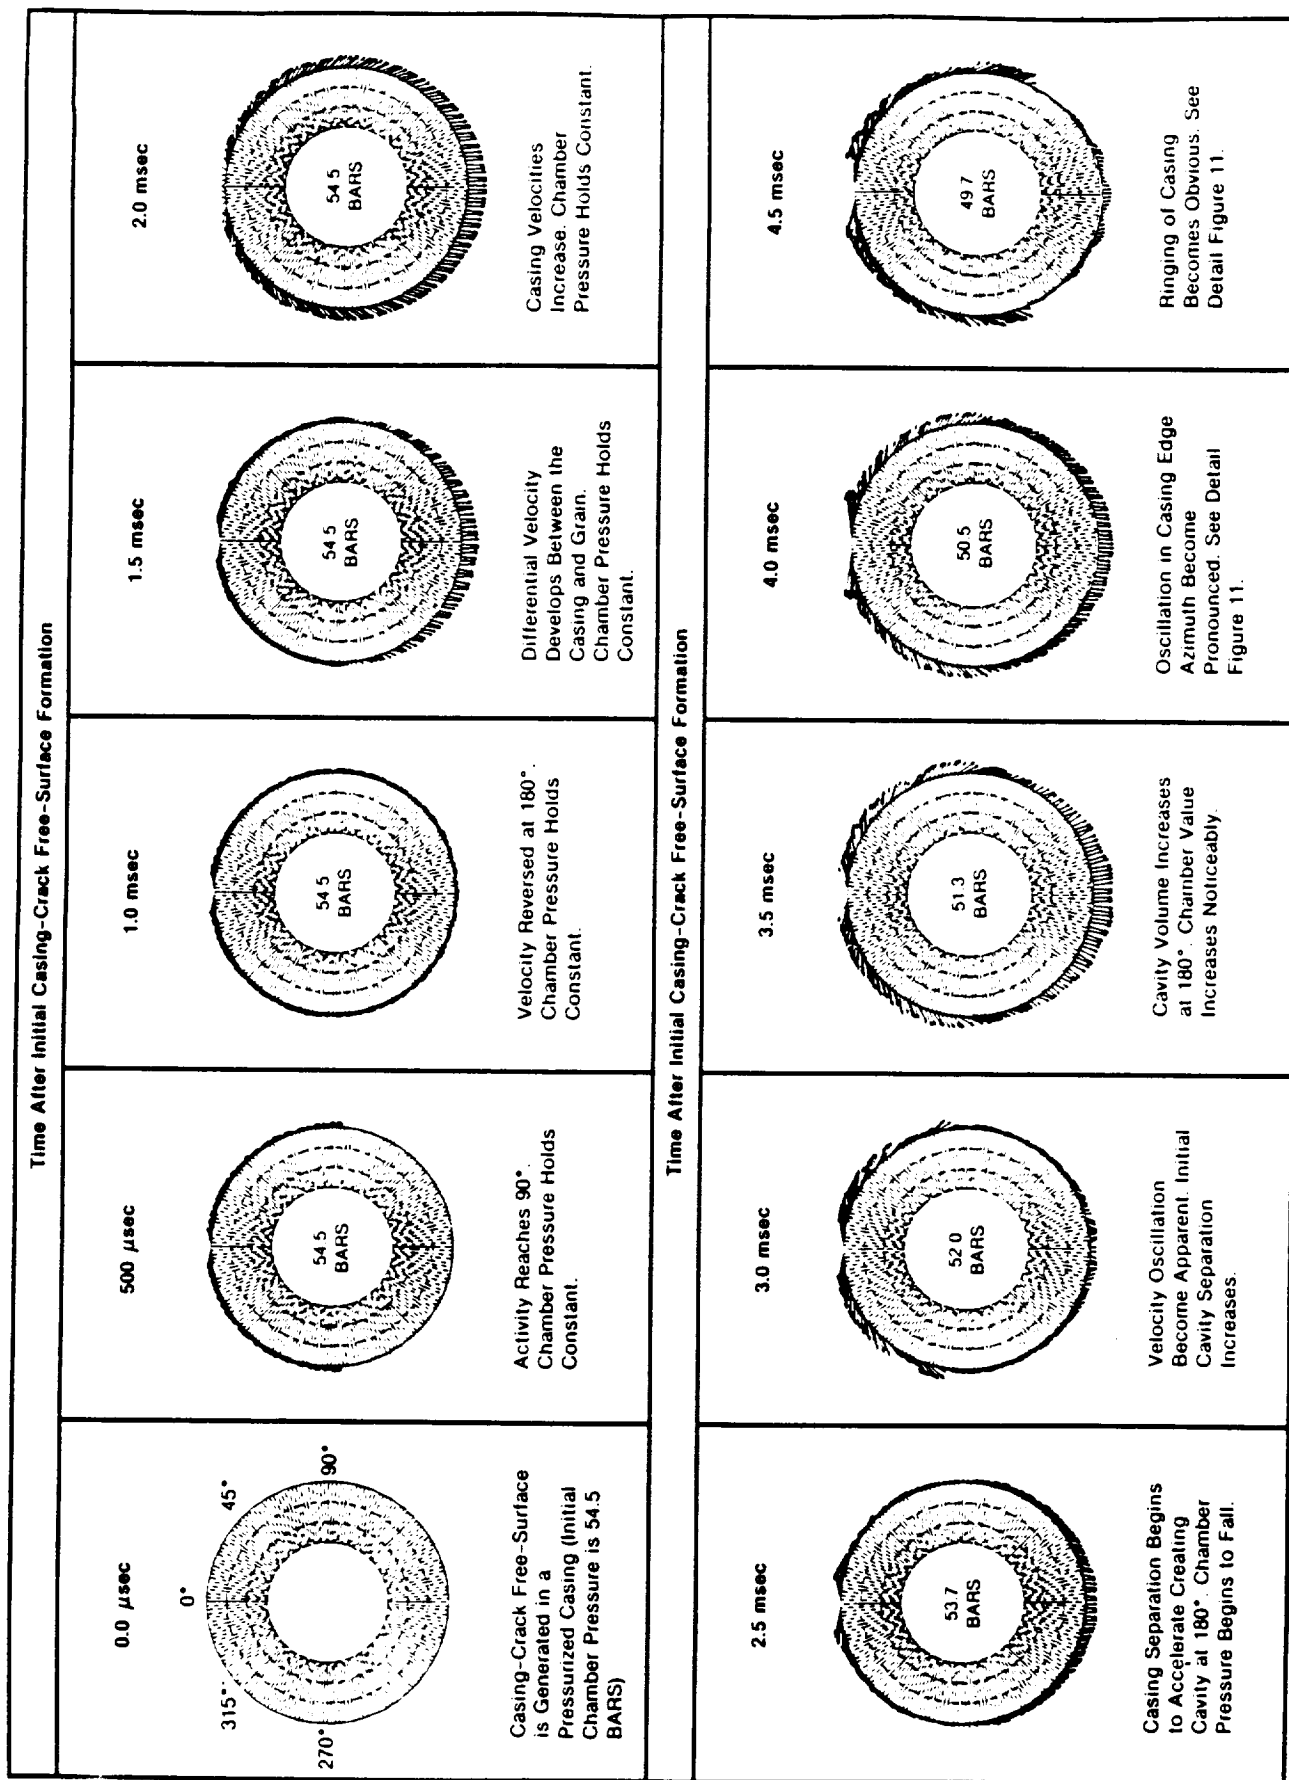 Time After Initial Casing-Crack Free-Surface Formation
0.0 μsec
0°
45°
90°
315°
270°
Casing-Crack Free-Surface
is Generated in a
Pressurized Casing (Initial
Chamber Pressure is 54.5
BARS)
500 μsec
54.5
BARS
Activity Reaches 90°.
Chamber Pressure Holds
Constant.
1.0 msec
54.5
BARS
Velocity Reversed at 180°.
Chamber Pressure Holds
Constant.
1.5 msec
54.5
BARS
Differential Velocity
Develops Between the
Casing and Grain.
Chamber Pressure Holds
Constant.
2.0 msec
54.5
BARS
Casing Velocities
Increase. Chamber
Pressure Holds Constant.
Time After Initial Casing-Crack Free-Surface Formation
2.5 msec
53.7
BARS
Casing Separation Begins
to Accelerate Creating
Cavity at 180°. Chamber
Pressure Begins to Fall.
3.0 msec
52.0
BARS
Velocity Oscillation
Become Apparent. Initial
Cavity Separation
Increases.
3.5 msec
51.3
BARS
Cavity Volume Increases
at 180°. Chamber Value
Increases Noticeably.
4.0 msec
50.5
BARS
Oscillation in Casing Edge
Azimuth Become
Pronounced. See Detail
Figure 11.
4.5 msec
49.7
BARS
Ringing of Casing
Becomes Obvious. See
Detail Figure 11.